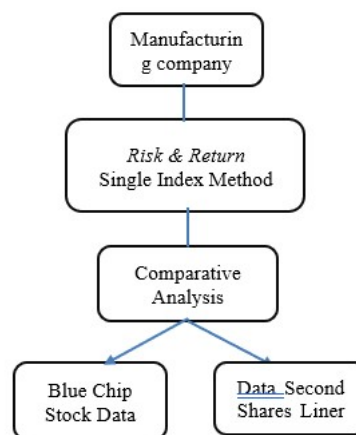 Manufacturin
g company
Risk & Return
Single Index Method
Comparative
Analysis
Blue Chip
Stock Data
Data Second
Shares Liner